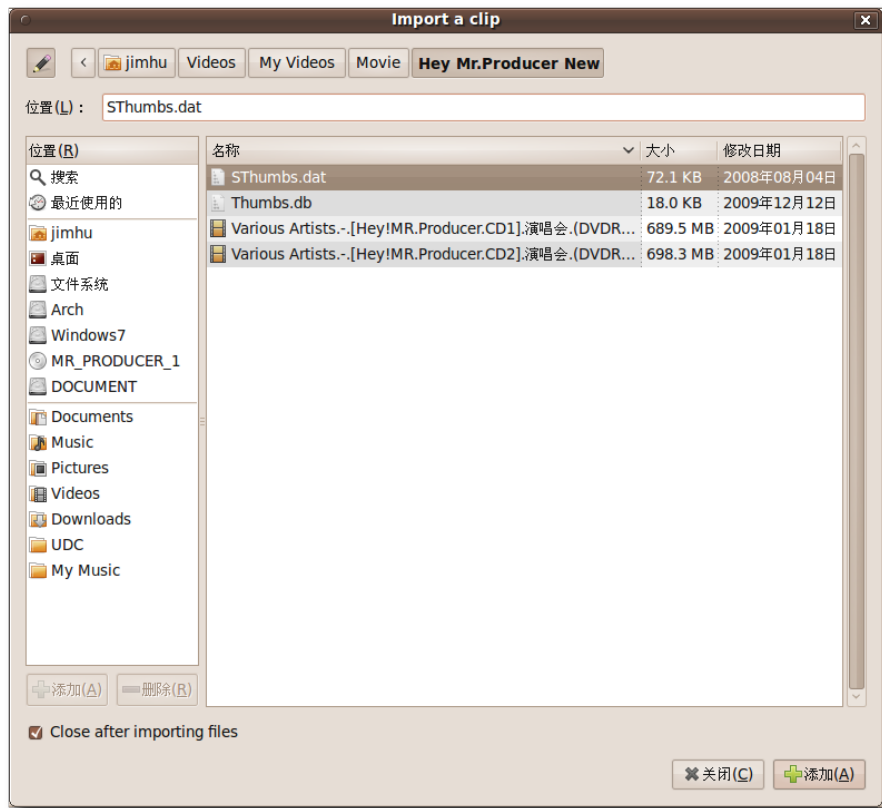 Import a clip
jimhu Videos My Videos Movie Hey Mr.Producer New
位置(L)： SThumbs.dat
位置(R)
搜索
最近使用的
jimhu
桌面
文件系统
Arch
Windows7
MR_PRODUCER_1
DOCUMENT
Documents
Music
Pictures
Videos
Downloads
UDC
My Music
名称 大小 修改日期
SThumbs.dat 72.1 KB 2008年08月04日
Thumbs.db 18.0 KB 2009年12月12日
Various Artists.-.[Hey!MR.Producer.CD1].演唱会.(DVDR... 689.5 MB 2009年01月18日
Various Artists.-.[Hey!MR.Producer.CD2].演唱会.(DVDR... 698.3 MB 2009年01月18日
添加(A) 删除(R)
Close after importing files
关闭(C) 添加(A)